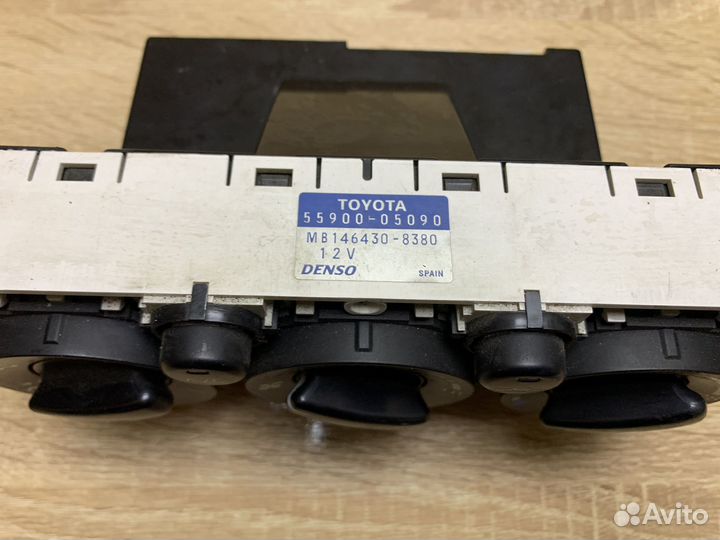 TOYOTA
55900-05090
MB146430-8380
12V
DENSO SPAIN
Avito